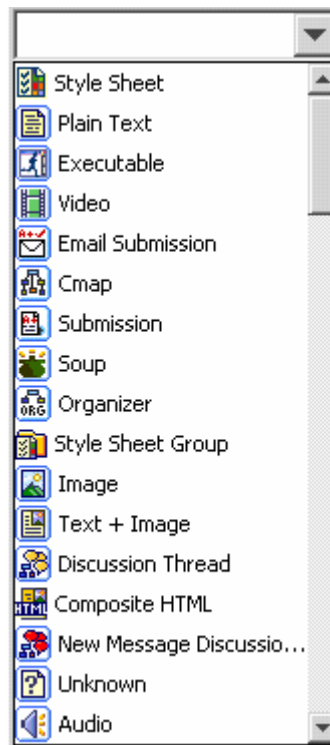 Style Sheet
Plain Text
Executable
Video
Email Submission
Cmap
Submission
Soup
Organizer
Style Sheet Group
Image
Text + Image
Discussion Thread
Composite HTML
New Message Discussio...
Unknown
Audio